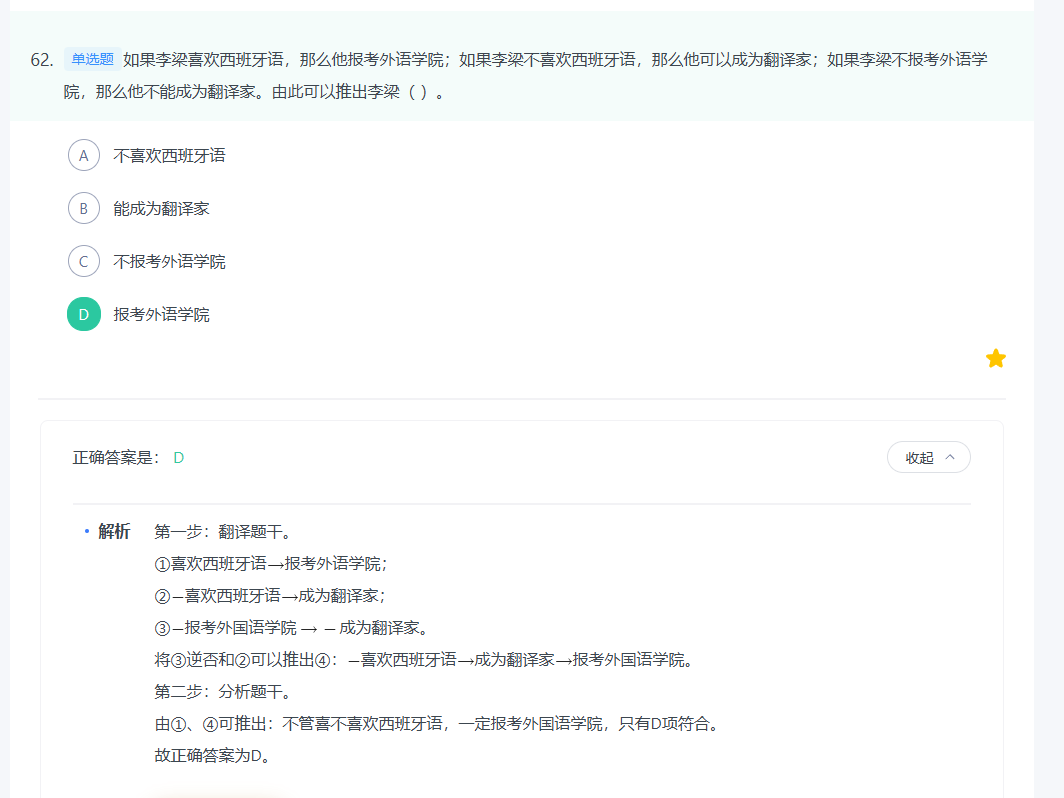 62. 单选题 如果李梁喜欢西班牙语，那么他报考外语学院；如果李梁不喜欢西班牙语，那么他可以成为翻译家；如果李梁不报考外语学
院，那么他不能成为翻译家。由此可以推出李梁（ ）。
A 不喜欢西班牙语
B 能成为翻译家
C 不报考外语学院
D 报考外语学院
正确答案是： D
收起
• 解析 第一步：翻译题干。
①喜欢西班牙语→报考外语学院；
②－喜欢西班牙语→成为翻译家；
③－报考外国语学院 → － 成为翻译家。
将③逆否和②可以推出④：－喜欢西班牙语→成为翻译家→报考外国语学院。
第二步：分析题干。
由①、④可推出：不管喜不喜欢西班牙语，一定报考外国语学院，只有D项符合。
故正确答案为D。